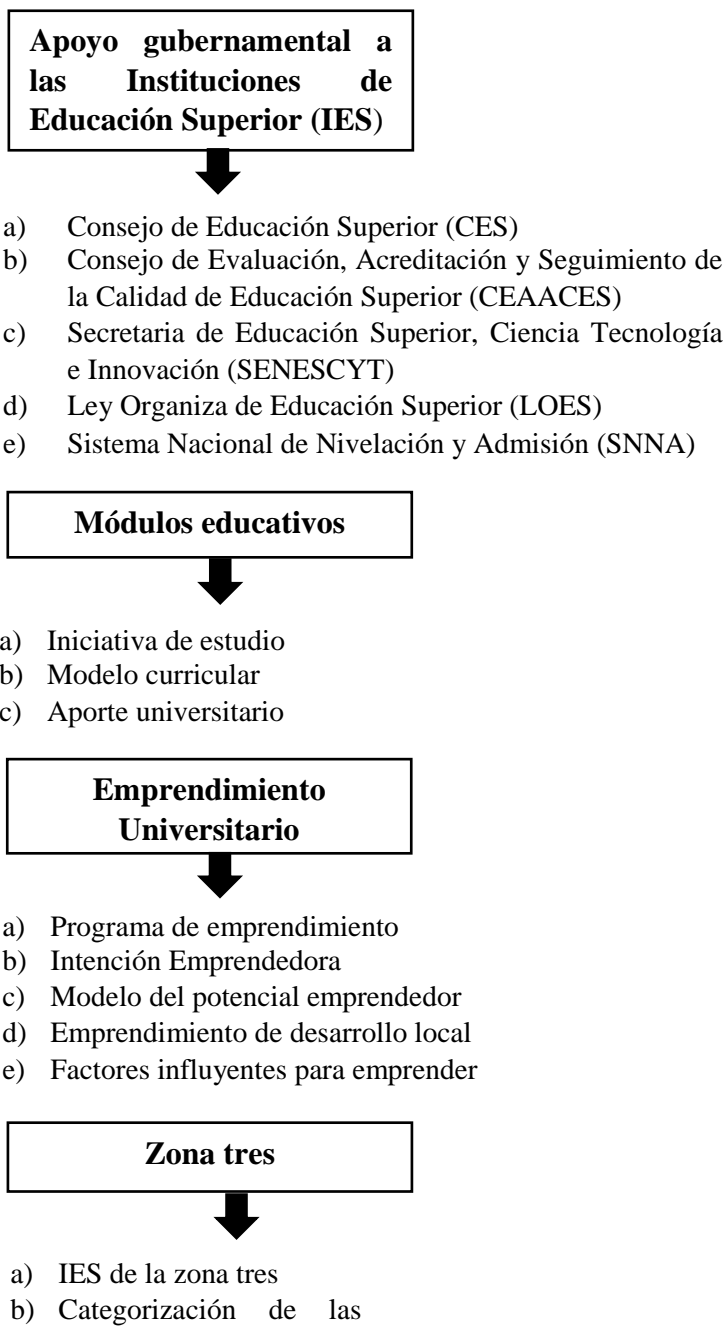 Apoyo gubernamental a
las Instituciones de
Educación Superior (IES)
a) Consejo de Educación Superior (CES)
b) Consejo de Evaluación, Acreditación y Seguimiento de
la Calidad de Educación Superior (CEAACES)
c) Secretaria de Educación Superior, Ciencia Tecnología
e Innovación (SENESCYT)
d) Ley Organiza de Educación Superior (LOES)
e) Sistema Nacional de Nivelación y Admisión (SNNA)
Módulos educativos
a) Iniciativa de estudio
b) Modelo curricular
c) Aporte universitario
Emprendimiento
Universitario
a) Programa de emprendimiento
b) Intención Emprendedora
c) Modelo del potencial emprendedor
d) Emprendimiento de desarrollo local
e) Factores influyentes para emprender
Zona tres
a) IES de la zona tres
b) Categorización de las